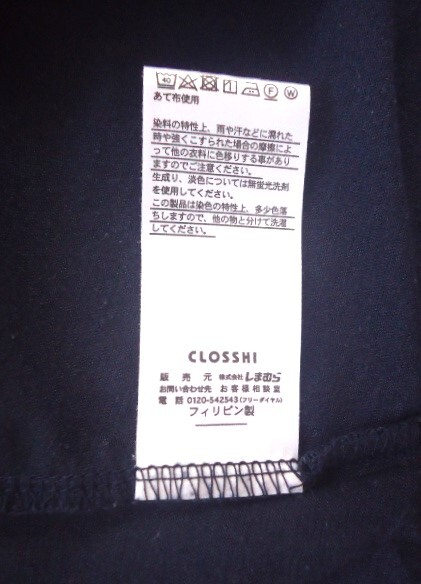 40 F W
あて布使用
染料の特性上、雨や汗などに濡れた
時や強くこすられた場合の摩擦によ
って他の衣料に色移りする事があり
ますのでご注意ください。
生成り、淡色については無蛍光洗剤
を使用してください。
この製品は染色の特性上、多少色落
ちしますので、他の物と分けて洗濯
してください。
CLOSSHI
販売元 株式会社しまむら
お問い合わせ先 お客様相談室
電話 0120-542543(フリーダイヤル)
フィリピン製